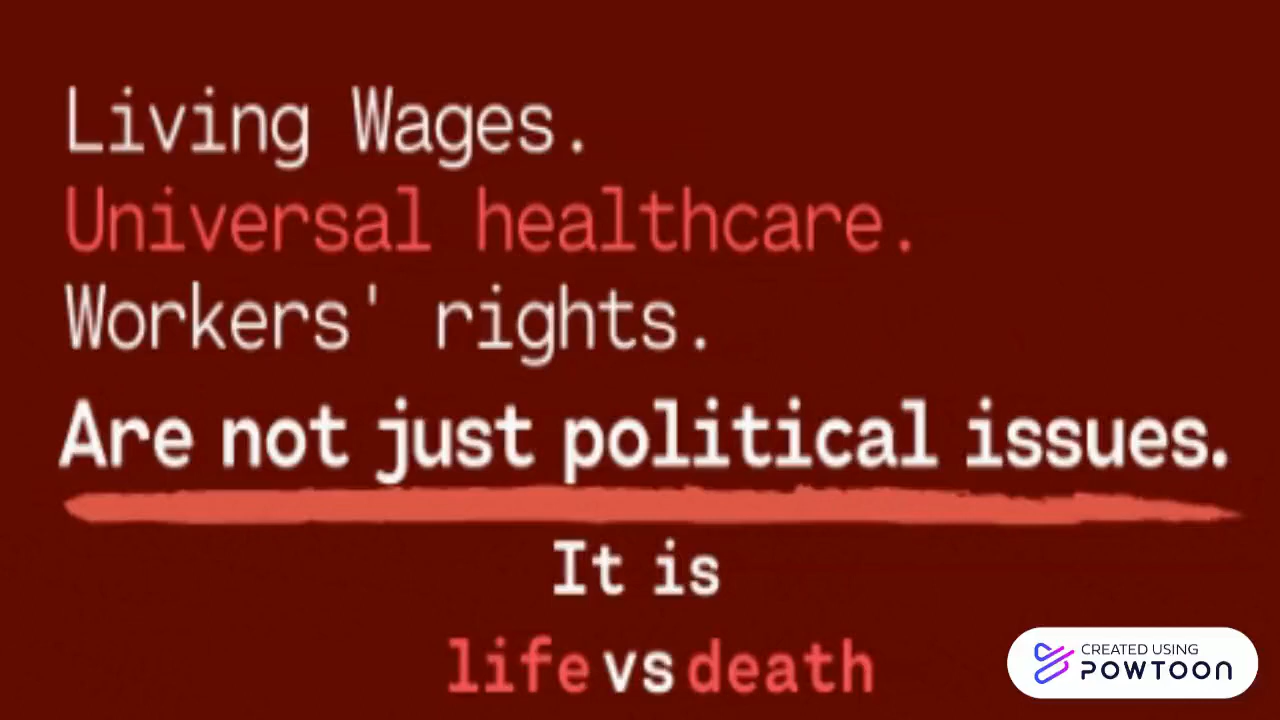 Living Wages.
Universal healthcare.
Workers' rights.
Are not just political issues.
It is
life vs death
CREATED USING
POWTOON